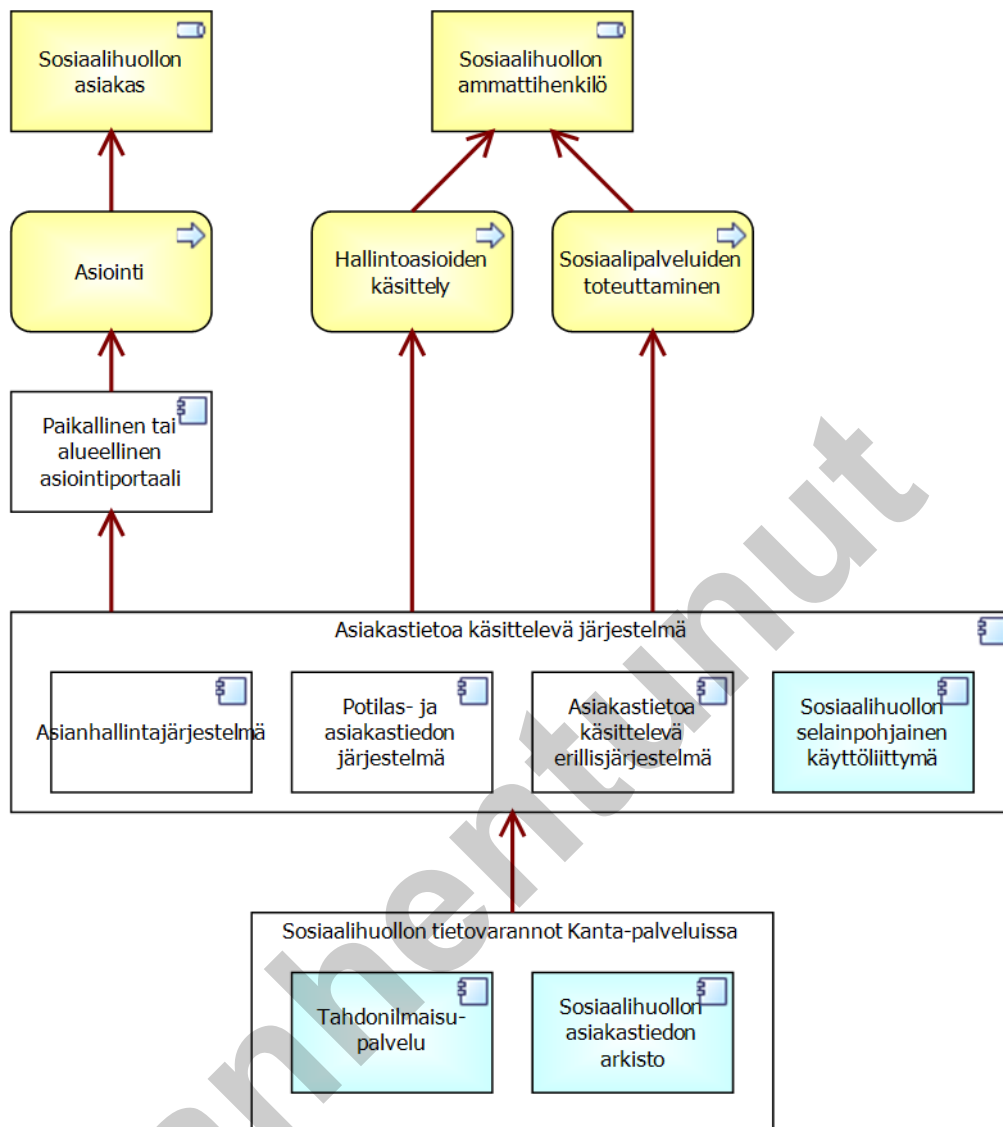 Sosiaalihuollon
asiakas
Sosiaalihuollon
ammattihenkilö
Asiointi
Hallintoasioiden
käsittely
Sosiaalipalveluiden
toteuttaminen
Paikallinen tai
alueellinen
asiointiportaali
Asiakastietoa käsittelevä järjestelmä
Asianhallintajärjestelmä
Potilas- ja
asiakastiedon
järjestelmä
Asiakastietoa
käsittelevä
erillisjärjestelmä
Sosiaalihuollon
selainpohjainen
käyttöliittymä
Sosiaalihuollon tietovarannot Kanta-palveluissa
Tahdonilmaisu-
palvelu
Sosiaalihuollon
asiakastiedon
arkisto
anhentunut